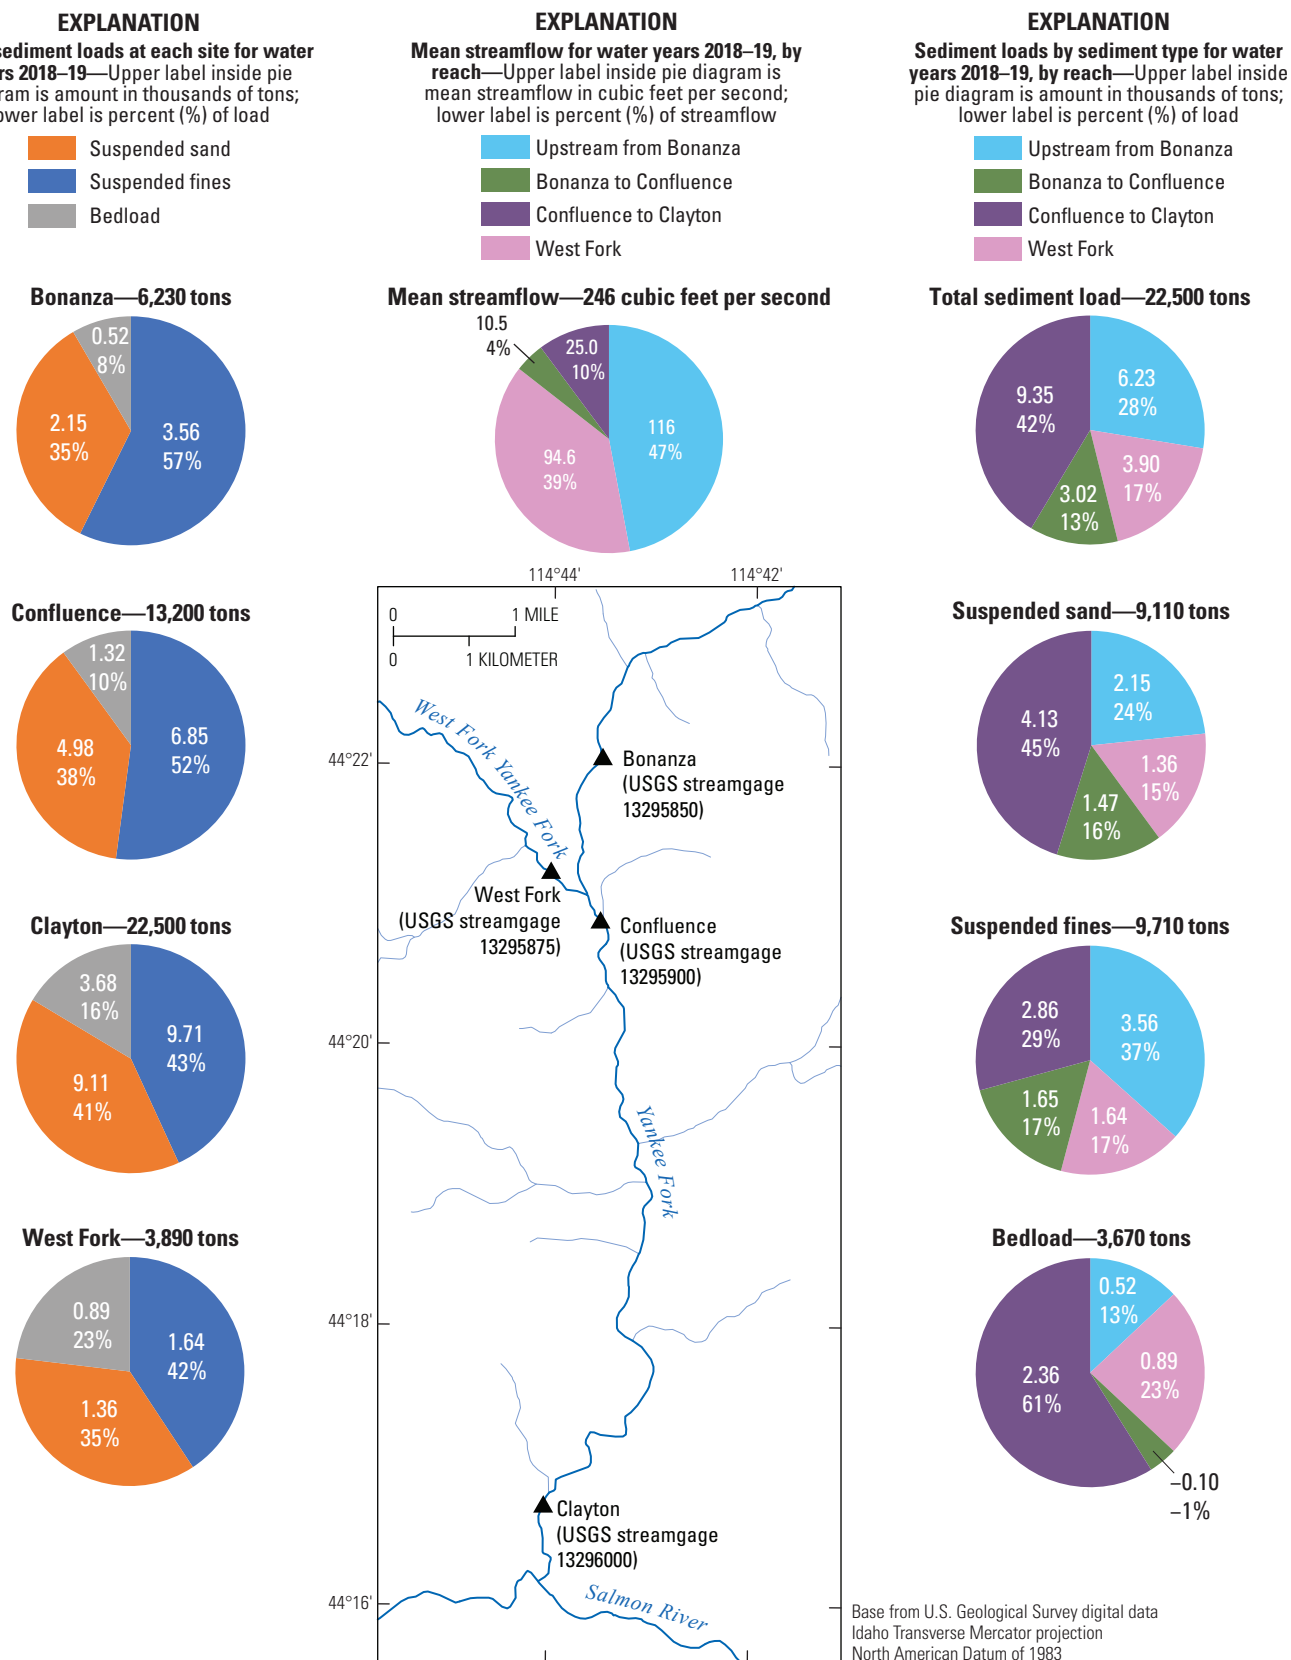 EXPLANATION
sediment loads at each site for water
rs 2018–19—Upper label inside pie
ram is amount in thousands of tons;
ower label is percent (%) of load
Suspended sand
Suspended fines
Bedload
EXPLANATION
Mean streamflow for water years 2018–19, by
reach—Upper label inside pie diagram is
mean streamflow in cubic feet per second;
lower label is percent (%) of streamflow
Upstream from Bonanza
Bonanza to Confluence
Confluence to Clayton
West Fork
EXPLANATION
Sediment loads by sediment type for water
years 2018–19, by reach—Upper label inside
pie diagram is amount in thousands of tons;
lower label is percent (%) of load
Upstream from Bonanza
Bonanza to Confluence
Confluence to Clayton
West Fork
Bonanza—6,230 tons
0.52
8%
2.15
35%
3.56
57%
Confluence—13,200 tons
1.32
10%
4.98
38%
6.85
52%
Clayton—22,500 tons
3.68
16%
9.71
43%
9.11
41%
West Fork—3,890 tons
0.89
23%
1.64
42%
1.36
35%
Mean streamflow—246 cubic feet per second
10.5
4%
25.0
10%
116
47%
94.6
39%
114°44'
114°42'
0
1 MILE
0
1 KILOMETER
West Fork Yankee Fork
44°22'
Bonanza
(USGS streamgage
13295850)
West Fork
(USGS streamgage
13295875)
Confluence
(USGS streamgage
13295900)
44°20'
Yankee Fork
44°18'
Clayton
(USGS streamgage
13296000)
44°16'
Salmon River
Total sediment load—22,500 tons
9.35
42%
6.23
28%
3.90
17%
3.02
13%
Suspended sand—9,110 tons
2.15
24%
4.13
45%
1.36
15%
1.47
16%
Suspended fines—9,710 tons
2.86
29%
3.56
37%
1.65
17%
1.64
17%
Bedload—3,670 tons
0.52
13%
0.89
23%
2.36
61%
–0.10
–1%
Base from U.S. Geological Survey digital data
Idaho Transverse Mercator projection
North American Datum of 1983